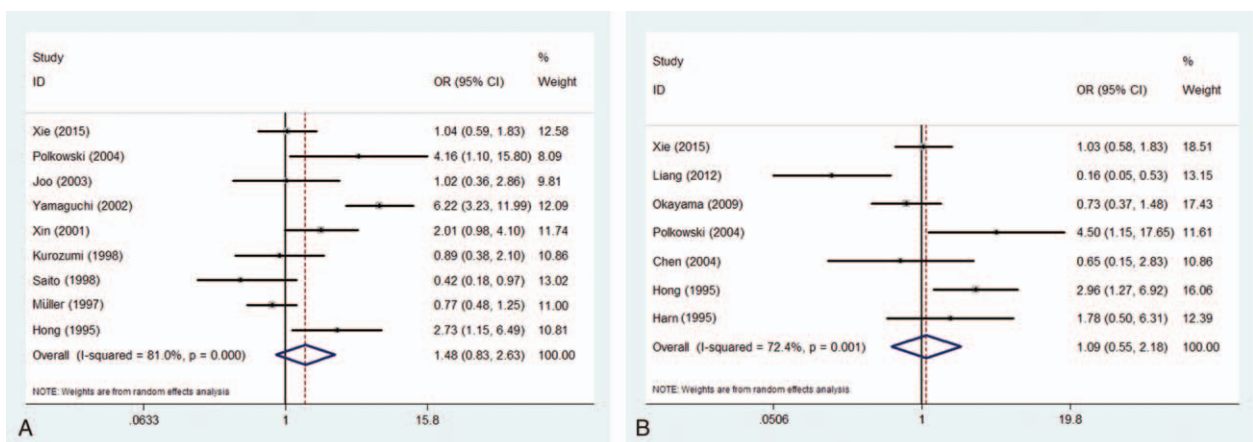 Study %
ID OR (95% CI) Weight
Xie (2015) 1.04 (0.59, 1.83) 12.58
Polkowski (2004) 4.16 (1.10, 15.80) 8.09
Joo (2003) 1.02 (0.36, 2.86) 9.81
Yamaguchi (2002) 6.22 (3.23, 11.99) 12.09
Xin (2001) 2.01 (0.98, 4.10) 11.74
Kurozumi (1998) 0.89 (0.38, 2.10) 10.86
Saito (1998) 0.42 (0.18, 0.97) 13.02
Müller (1997) 0.77 (0.48, 1.25) 11.00
Hong (1995) 2.73 (1.15, 6.49) 10.81
Overall (I-squared = 81.0%, p = 0.000) 1.48 (0.83, 2.63) 100.00
NOTE: Weights are from random effects analysis
.0633 1 15.8
A
Study %
ID OR (95% CI) Weight
Xie (2015) 1.03 (0.58, 1.83) 18.51
Liang (2012) 0.16 (0.05, 0.53) 13.15
Okayama (2009) 0.73 (0.37, 1.48) 17.43
Polkowski (2004) 4.50 (1.15, 17.65) 11.61
Chen (2004) 0.65 (0.15, 2.83) 10.86
Hong (1995) 2.96 (1.27, 6.92) 16.06
Harn (1995) 1.78 (0.50, 6.31) 12.39
Overall (I-squared = 72.4%, p = 0.001) 1.09 (0.55, 2.18) 100.00
NOTE: Weights are from random effects analysis
.0506 1 19.8
B